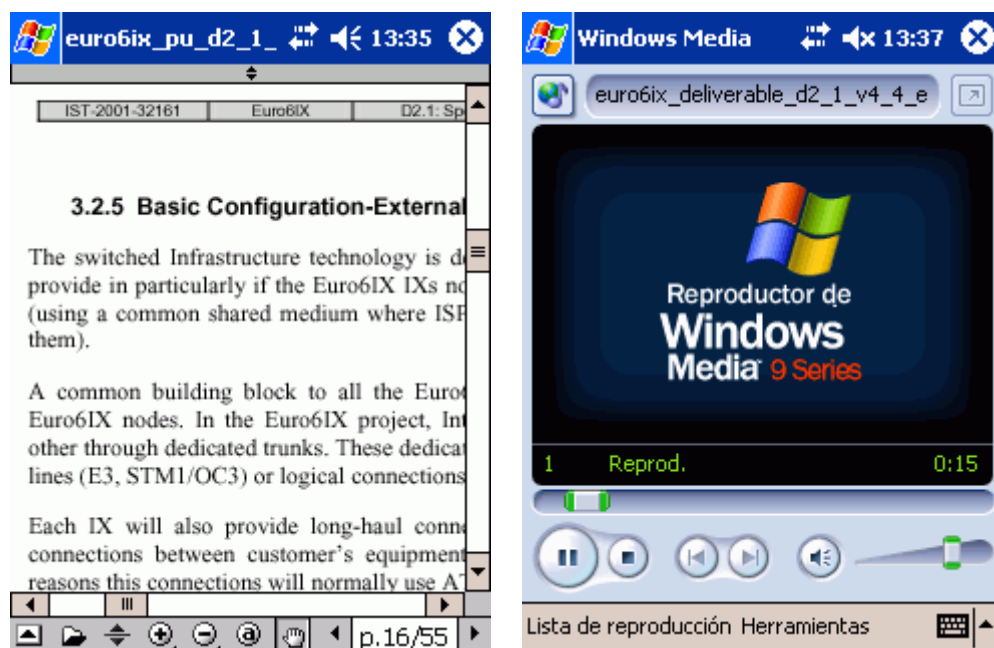 euro6ix_pu_d2_1_ 13:35
IST-2001-32161 Euro6IX D2.1: Sp
3.2.5 Basic Configuration-External
The switched Infrastructure technology is d
provide in particularly if the Euro6IX IXs no
(using a common shared medium where ISP
them).
A common building block to all the Euro
Euro6IX nodes. In the Euro6IX project, Int
other through dedicated trunks. These dedicat
lines (E3, STM1/OC3) or logical connections
Each IX will also provide long-haul conne
connections between customer's equipment
reasons this connections will normally use AT
p.16/55
Windows Media 13:37
euro6ix_deliverable_d2_1_v4_4_e
Reproductor de
Windows
Media 9 Series
1 Reprod. 0:15
Lista de reproducción Herramientas